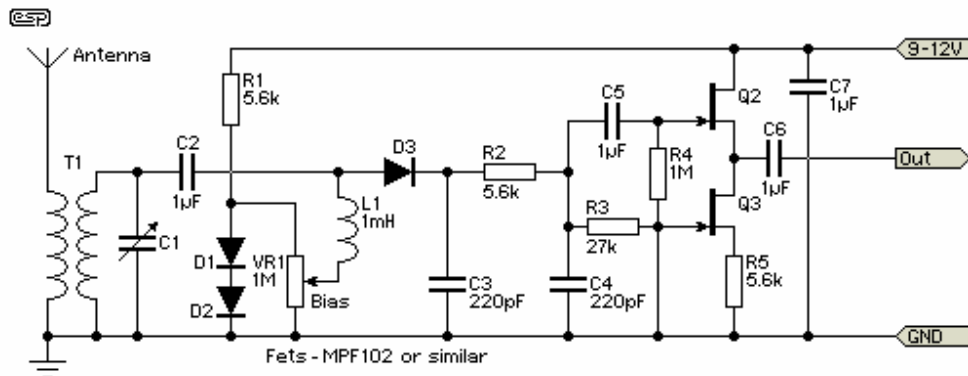 esp
Antenna
9-12V
R1
5.6k
C5
1µF
Q2
C7
1µF
T1
C2
1µF
D3
R2
5.6k
R4
1M
C6
1µF
Out
L1
1mH
Q3
C1
R3
27k
D1
VR1
1M
Bias
D2
C3
220pF
C4
220pF
R5
5.6k
GND
Fets - MPF102 or similar